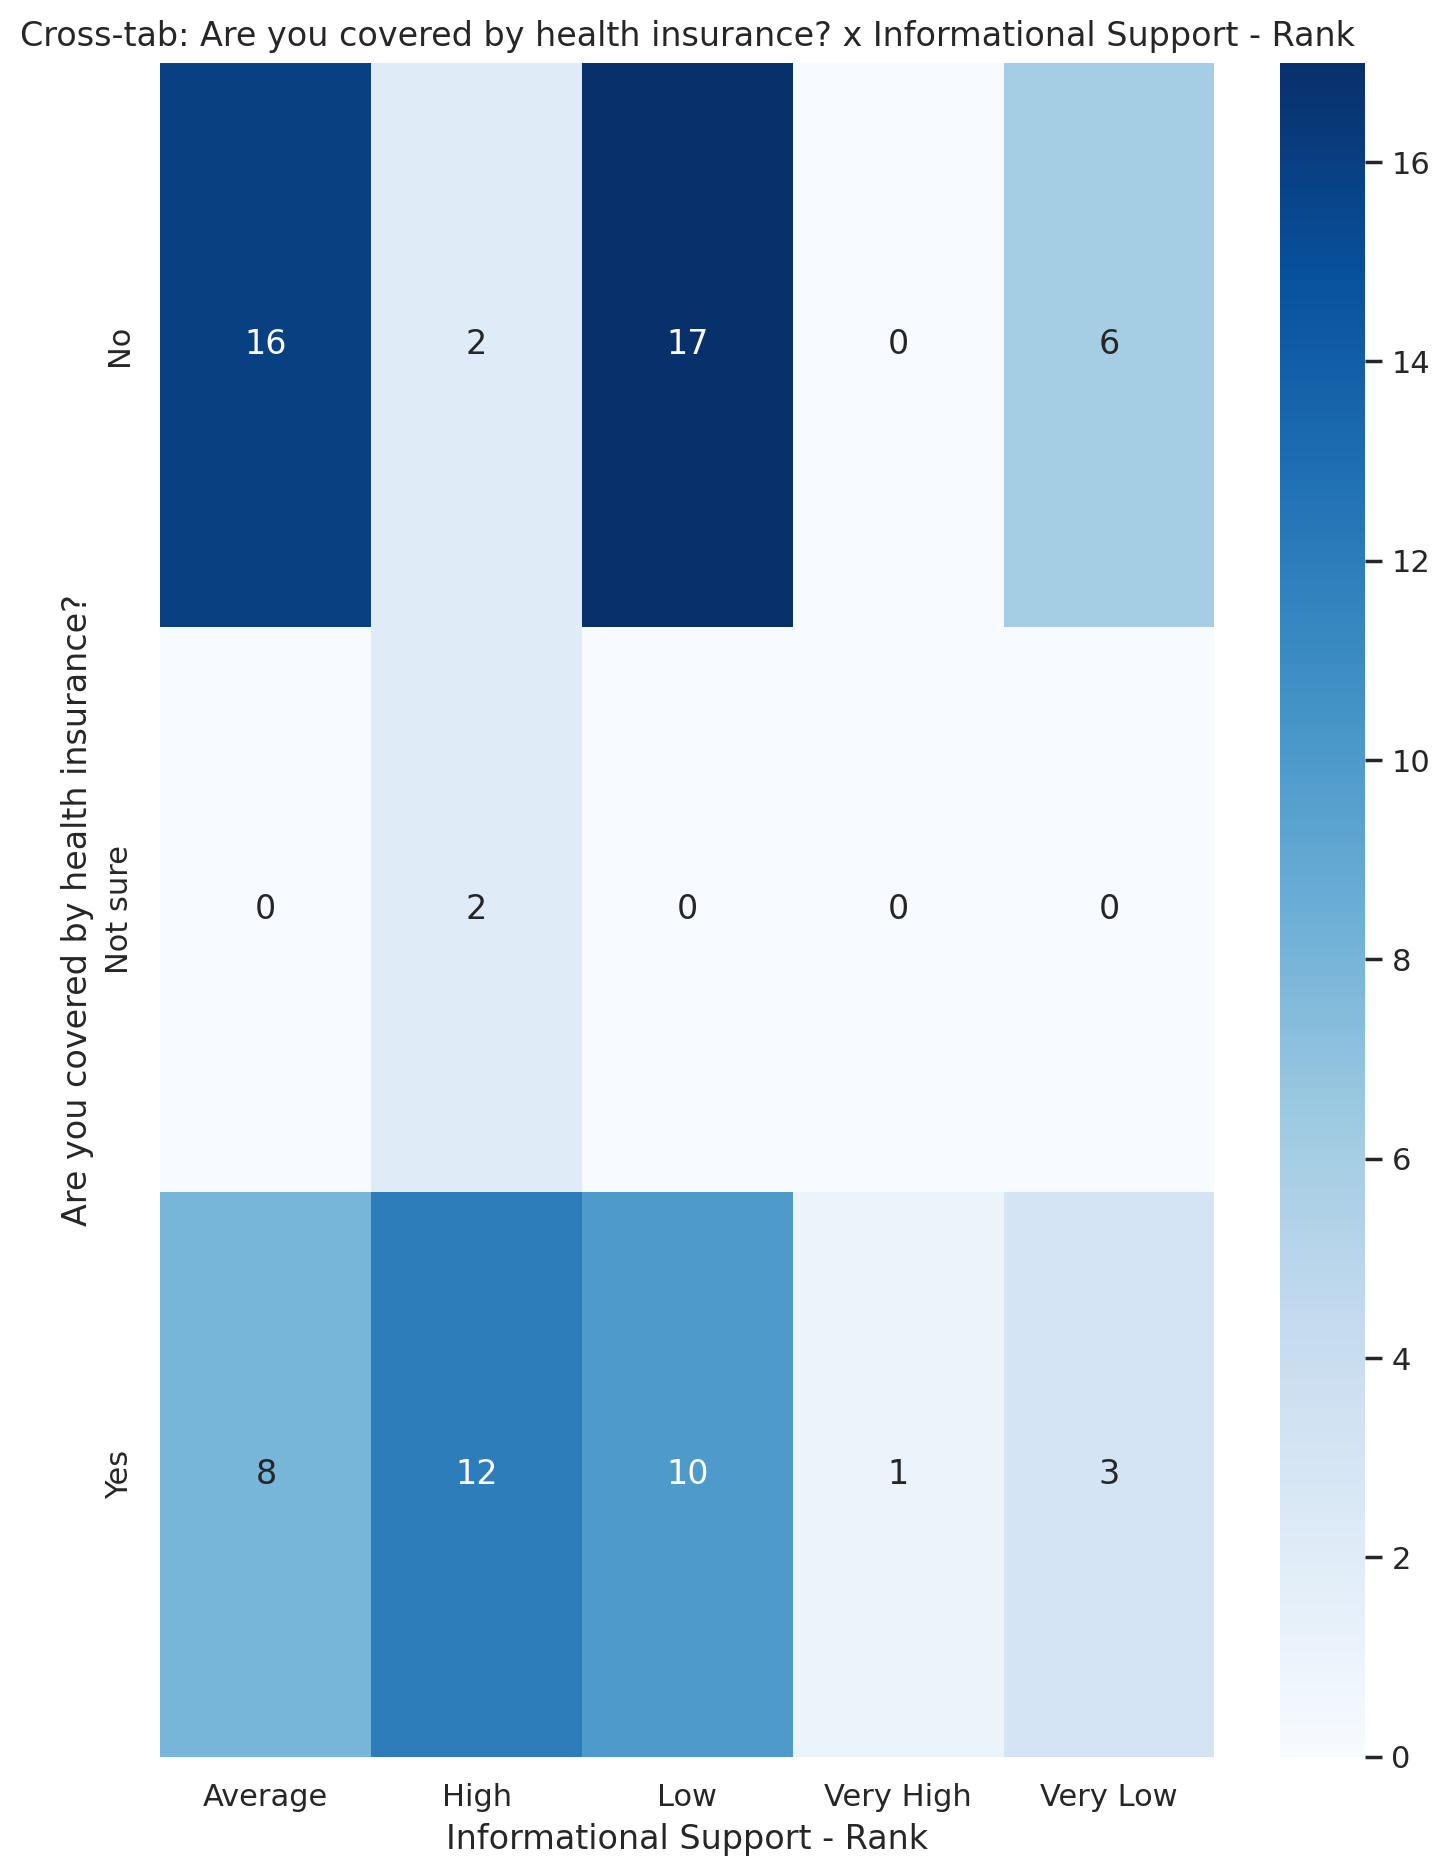 Cross-tab: Are you covered by health insurance? x Informational Support - Rank
Are you covered by health insurance?
No
16 2 17 0 6
Not sure
0 2 0 0 0
Yes
8 12 10 1 3
Average High Low Very High Very Low
Informational Support - Rank
16
14
12
10
8
6
4
2
0